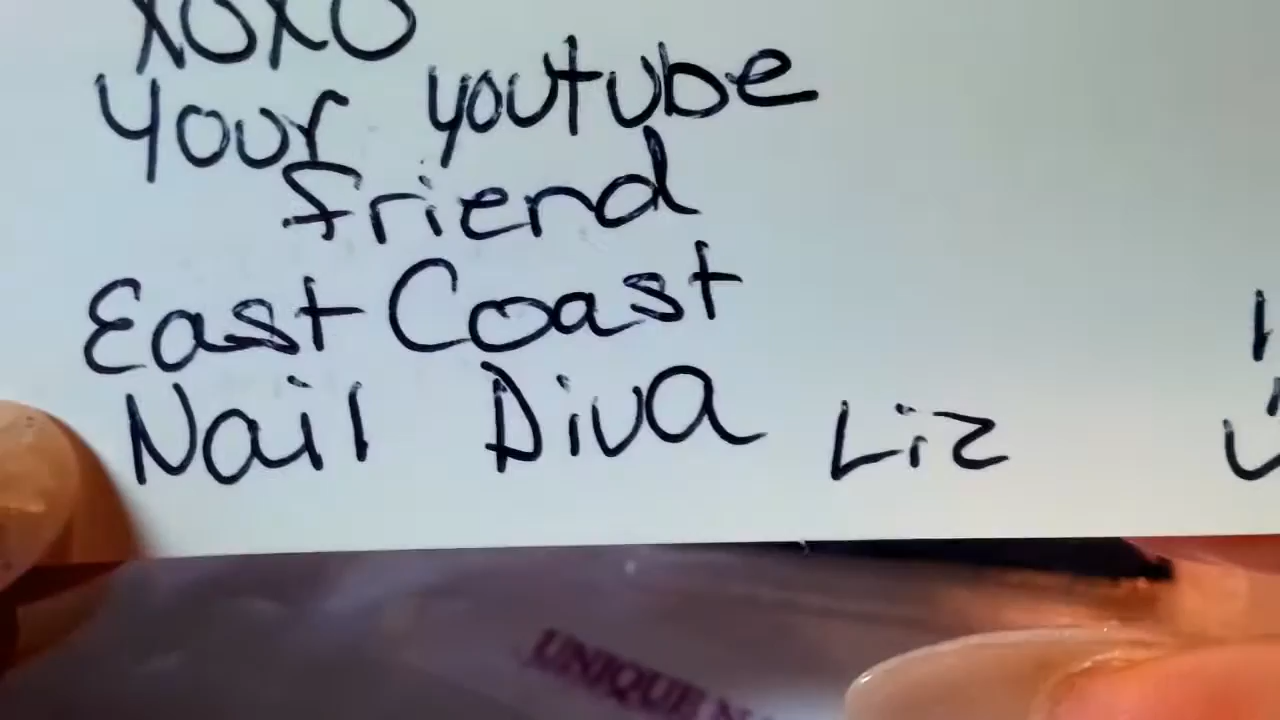 XOXO
Your youtube
friend
East Coast
Nail Diva Liz
UNIQUE